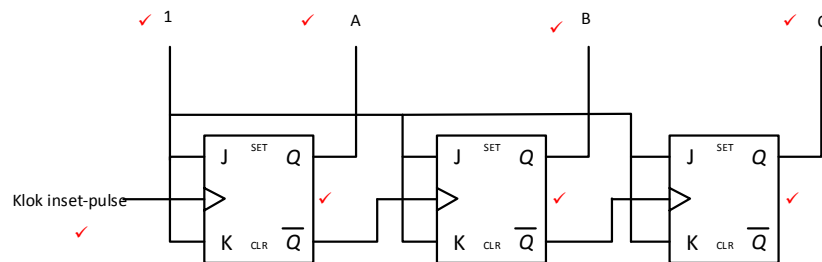 1 A B
SET SET SET
J Q J Q J Q
Klok inset-pulse
K CLR Q K CLR Q K CLR Q